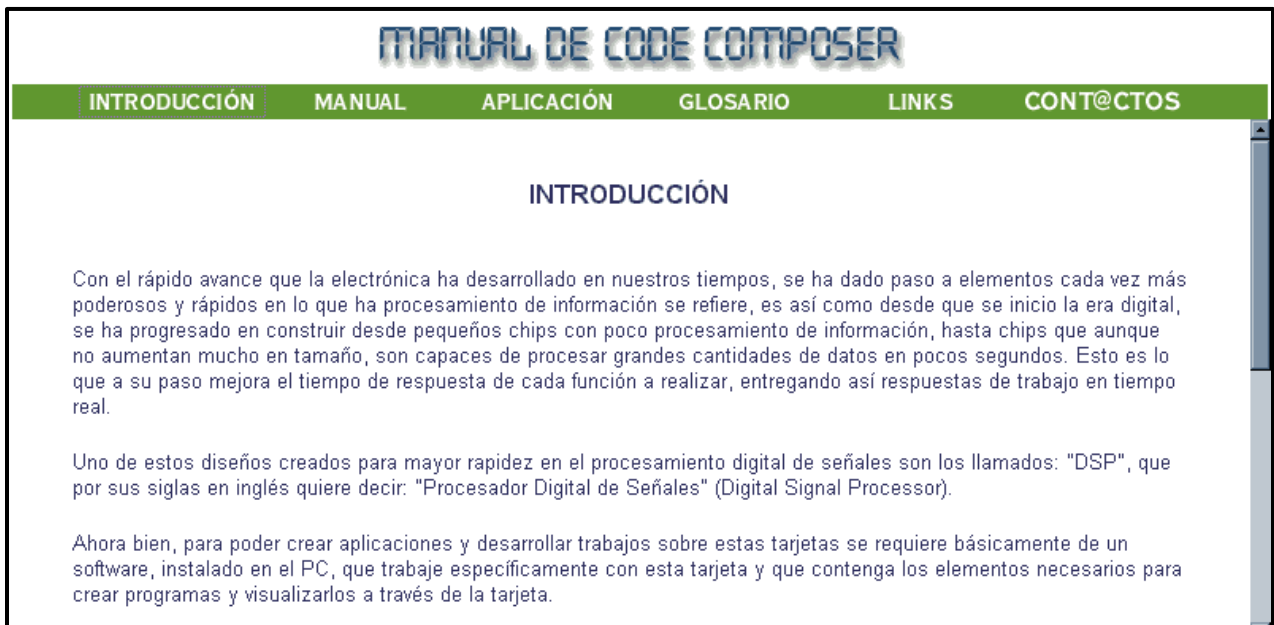 MANUAL DE CODE COMPOSER
INTRODUCCIÓN MANUAL APLICACIÓN GLOSARIO LINKS CONT@CTOS
INTRODUCCIÓN
Con el rápido avance que la electrónica ha desarrollado en nuestros tiempos, se ha dado paso a elementos cada vez más
poderosos y rápidos en lo que ha procesamiento de información se refiere, es así como desde que se inicio la era digital,
se ha progresado en construir desde pequeños chips con poco procesamiento de información, hasta chips que aunque
no aumentan mucho en tamaño, son capaces de procesar grandes cantidades de datos en pocos segundos. Esto es lo
que a su paso mejora el tiempo de respuesta de cada función a realizar, entregando así respuestas de trabajo en tiempo
real.
Uno de estos diseños creados para mayor rapidez en el procesamiento digital de señales son los llamados: "DSP", que
por sus siglas en inglés quiere decir: "Procesador Digital de Señales" (Digital Signal Processor).
Ahora bien, para poder crear aplicaciones y desarrollar trabajos sobre estas tarjetas se requiere básicamente de un
software, instalado en el PC, que trabaje específicamente con esta tarjeta y que contenga los elementos necesarios para
crear programas y visualizarlos a través de la tarjeta.